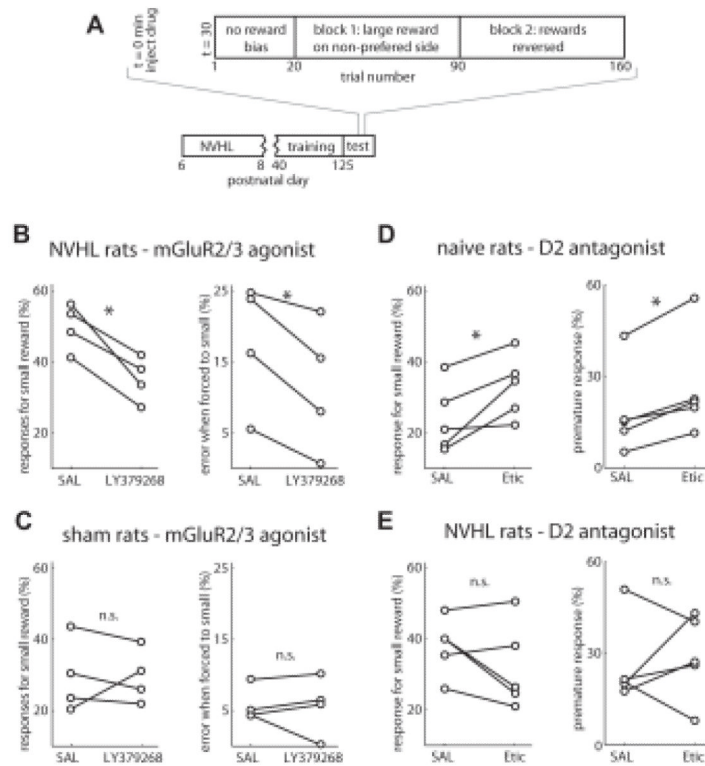 A
t = 0 min
inject drug
t = 30
no reward
bias
block 1: large reward
on non-prefered side
block 2: rewards
reversed
1 20 90 160
trial number
NVHL training test
6 8 40 125
postnatal day
B
NVHL rats - mGluR2/3 agonist
responses for small reward (%)
60
40
20
*
SAL LY379268
error when forced to small (%)
25
15
5
*
SAL LY379268
C
sham rats - mGluR2/3 agonist
responses for small reward (%)
60
40
20
n.s.
SAL LY379268
error when forced to small (%)
25
15
5
n.s.
SAL LY379268
D
naive rats - D2 antagonist
response for small reward (%)
60
40
20
*
SAL Etic
premature response (%)
60
30
0
*
SAL Etic
E
NVHL rats - D2 antagonist
response for small reward (%)
60
40
20
n.s.
SAL Etic
premature response (%)
60
30
0
n.s.
SAL Etic